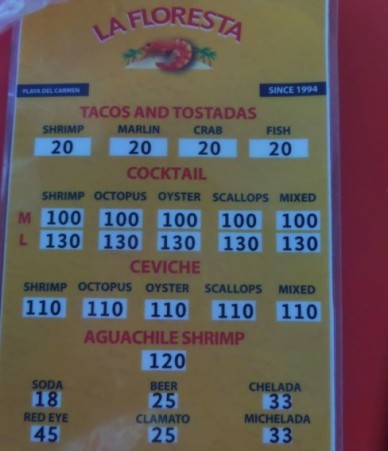 LA FLORESTA
PLAYA DEL CARMEN SINCE 1994
TACOS AND TOSTADAS
SHRIMP MARLIN CRAB FISH
20 20 20 20
COCKTAIL
SHRIMP OCTOPUS OYSTER SCALLOPS MIXED
M 100 100 100 100 100
L 130 130 130 130 130
CEVICHE
SHRIMP OCTOPUS OYSTER SCALLOPS MIXED
110 110 110 110 110
AGUACHILE SHRIMP
120
SODA BEER CHELADA
18 25 33
RED EYE CLAMATO MICHELADA
45 25 33